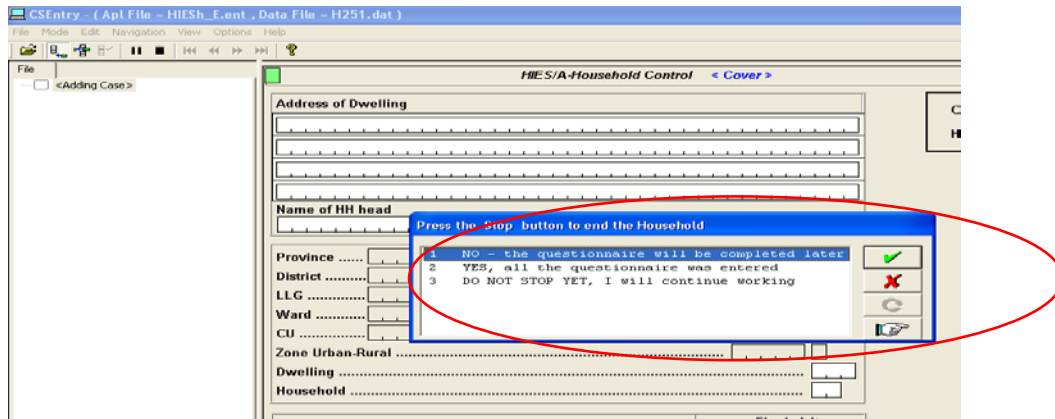 CSEntry - ( Apl File - HIESh_E.ent , Data File - H251.dat )
File Mode Edit Navigation View Options Help
File
<Adding Case>
HIES/A-Household Control < Cover >
Address of Dwelling
C
Name of HH head
Press the Stop button to end the Household
1 NO - the questionnaire will be completed later
2 YES, all the questionnaire was entered
3 DO NOT STOP YET, I will continue working
Province ......
District ..........
LLG ..............
Ward ............
CU ................
Zone Urban-Rural
Dwelling
Household